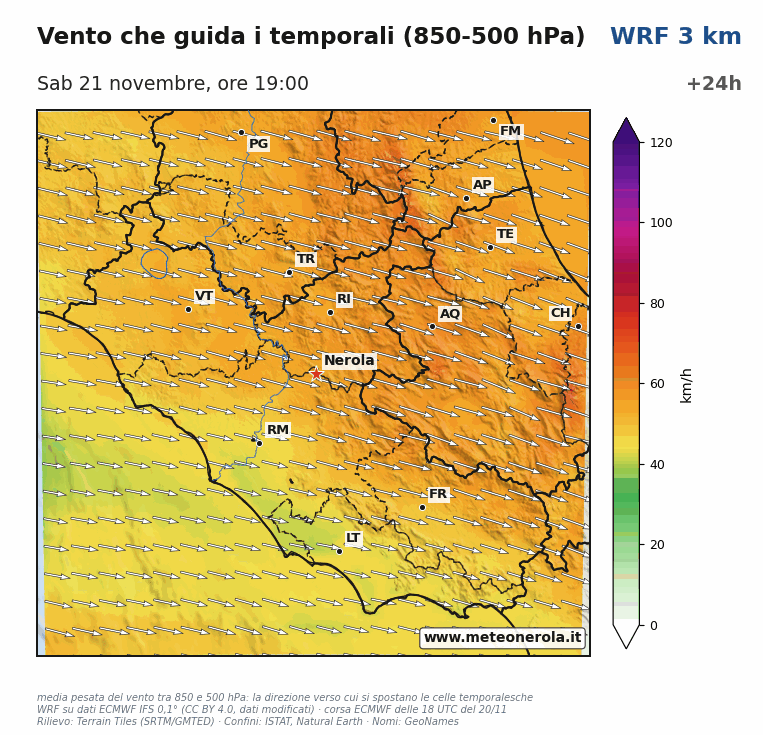 Vento che guida i temporali (850-500 hPa) WRF 3 km
Sab 21 novembre, ore 19:00 +24h
FM
PG
AP
TE
TR
VT
RI
AQ
CH
Nerola
RM
FR
LT
www.meteonerola.it
120
100
80
60
40
20
0
km/h
media pesata del vento tra 850 e 500 hPa: la direzione verso cui si spostano le celle temporalesche
WRF su dati ECMWF IFS 0,1° (CC BY 4.0, dati modificati) · corsa ECMWF delle 18 UTC del 20/11
Rilievo: Terrain Tiles (SRTM/GMTED) · Confini: ISTAT, Natural Earth · Nomi: GeoNames